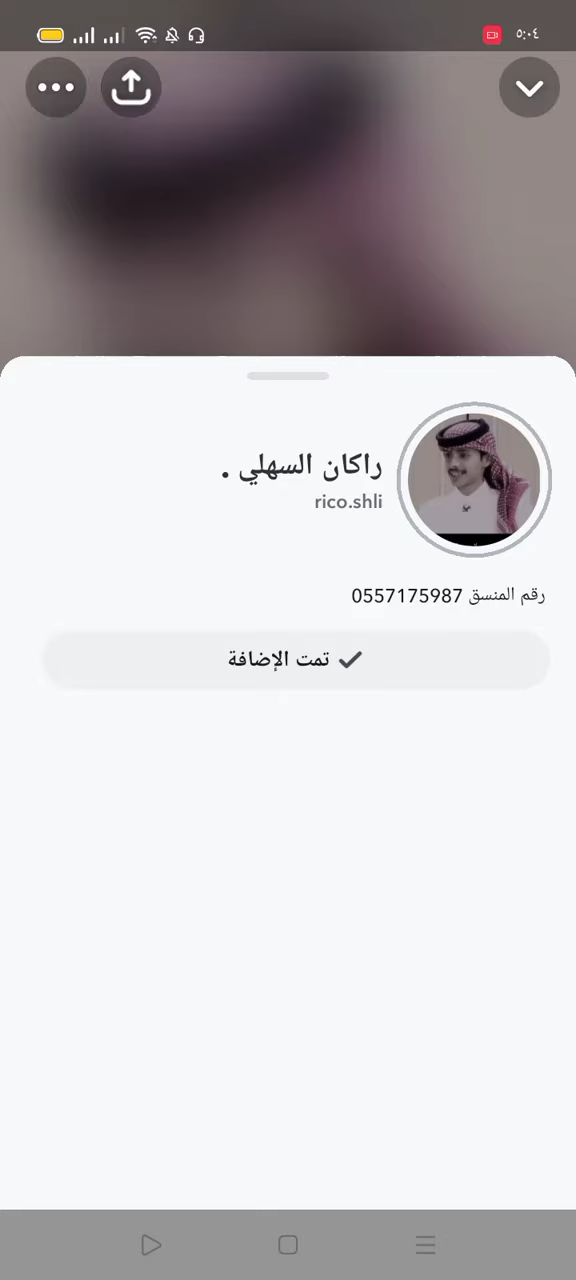 ٥:٠٤
راكان السهلي .
rico.shli
رقم المنسق 0557175987
تمت الإضافة